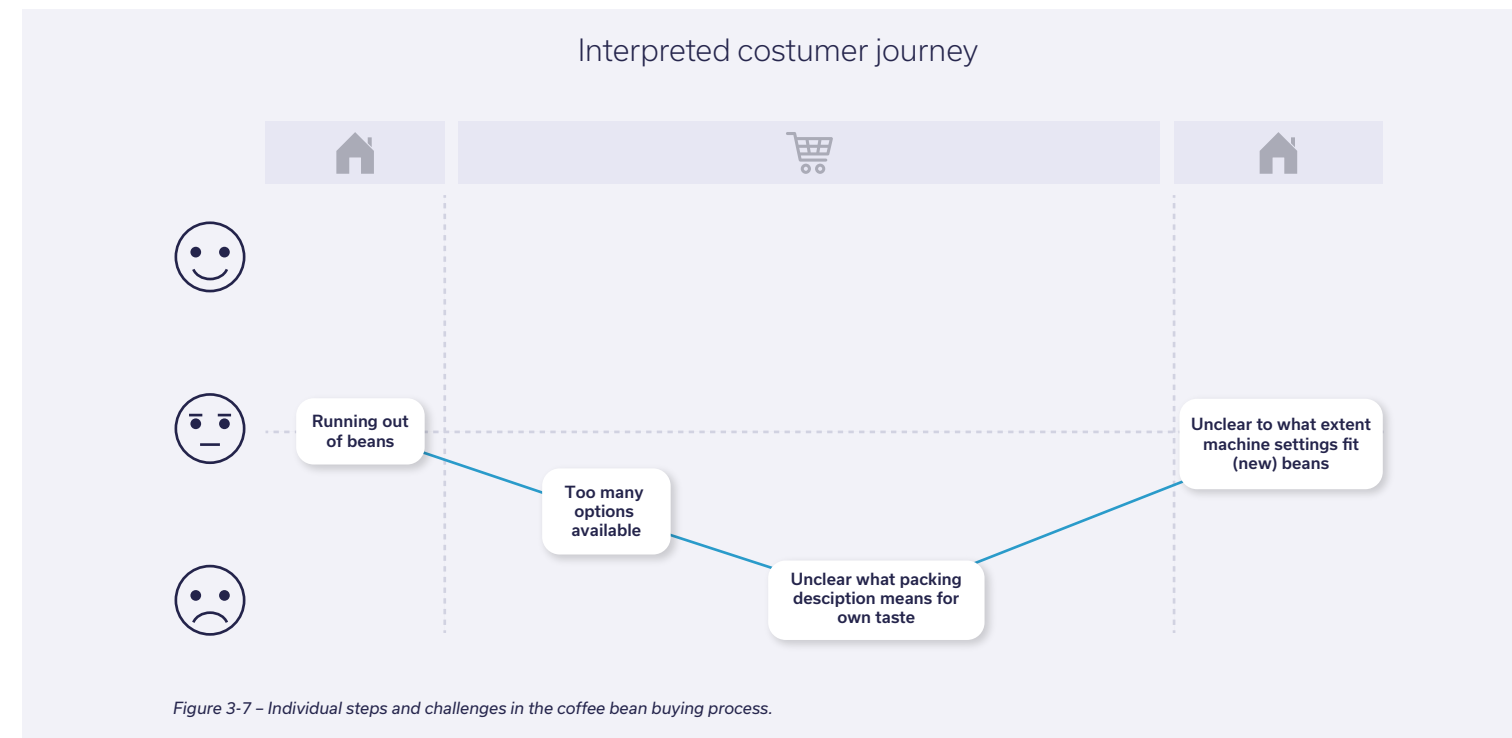 Interpreted costumer journey
Running out
of beans
Too many
options
available
Unclear what packing
desciption means for
own taste
Unclear to what extent
machine settings fit
(new) beans
Figure 3-7 – Individual steps and challenges in the coffee bean buying process.